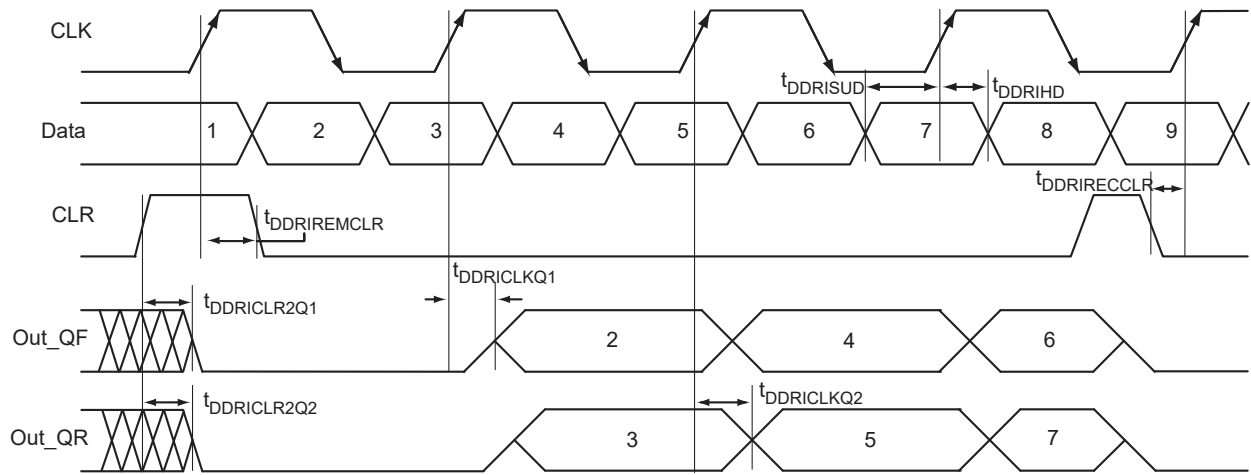 CLK
tDDRISUD
tDDRIHD
Data
1 2 3 4 5 6 7 8 9
tDDRIRECCLR
CLR
tDDRIREMCLR
tDDRICLKQ1
tDDRICLR2Q1
Out_QF
2 4 6
tDDRICLR2Q2
tDDRICLKQ2
Out_QR
3 5 7